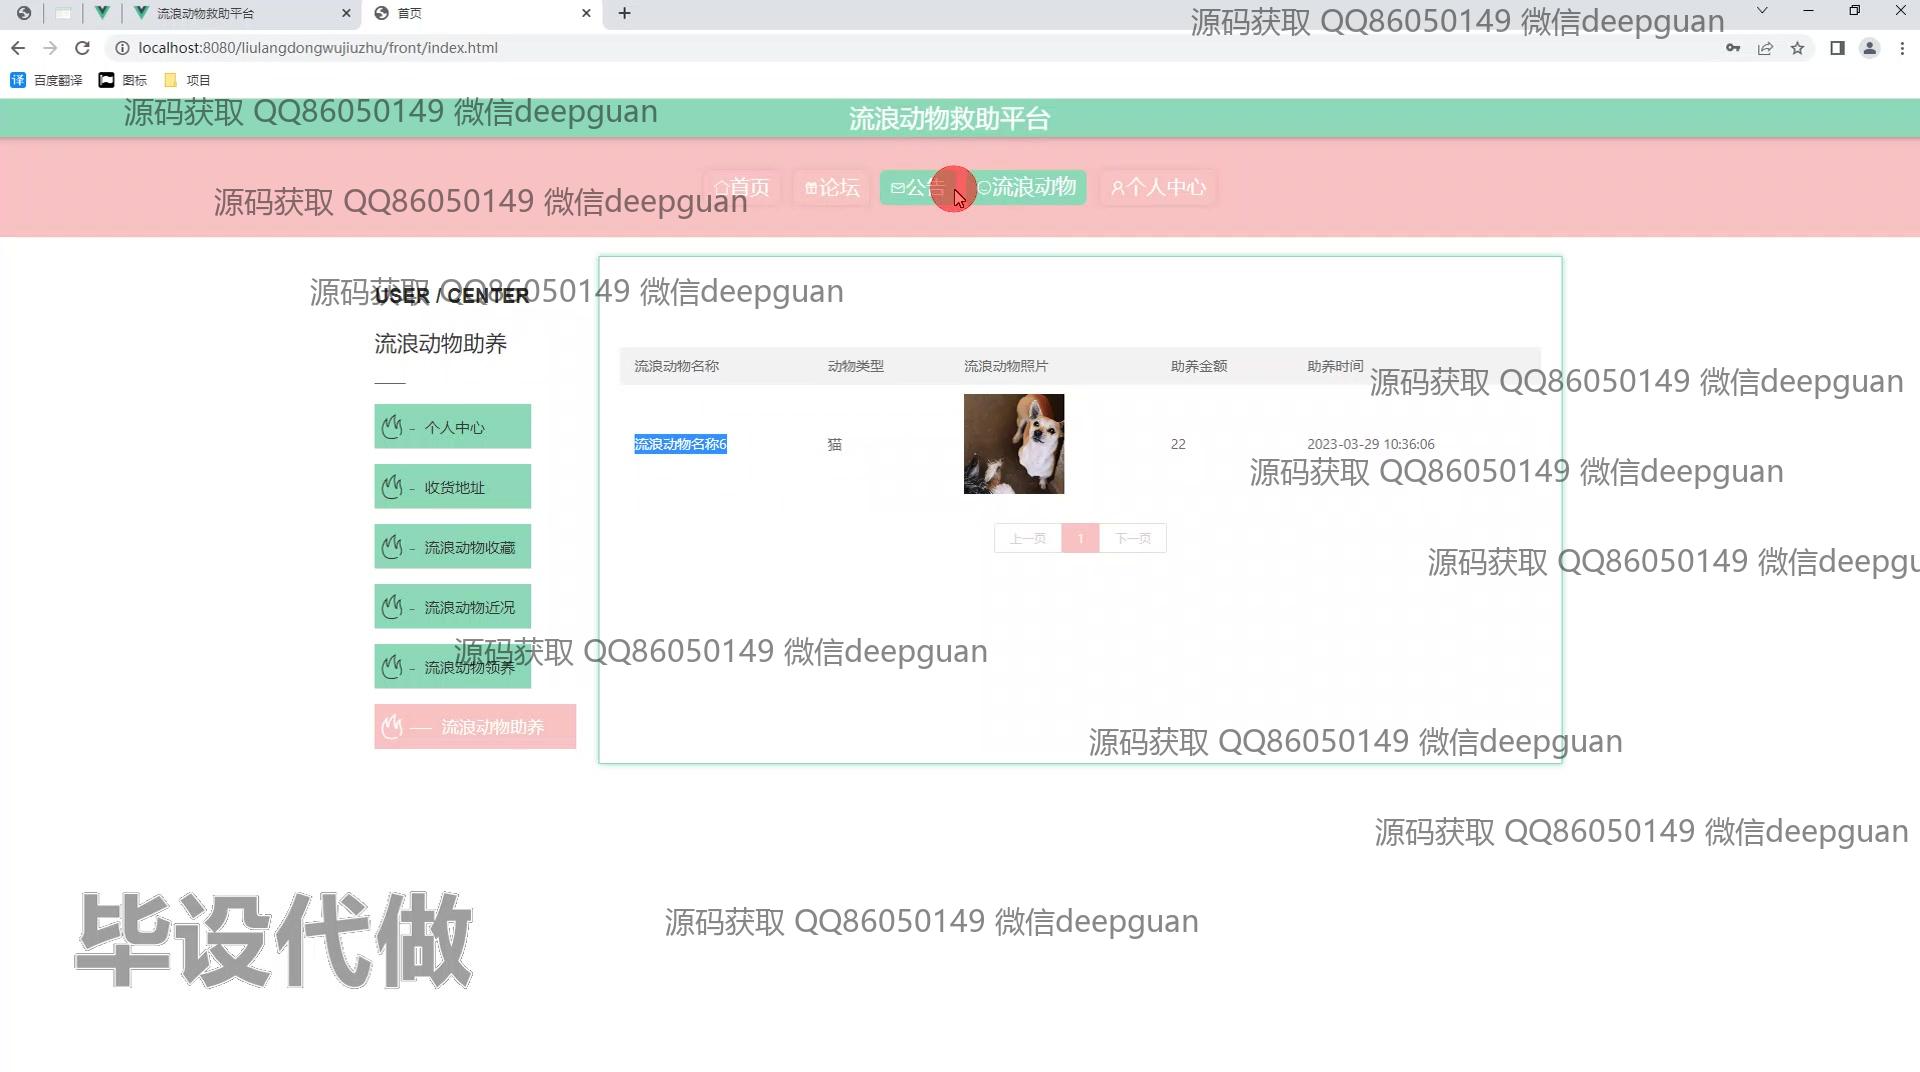 流浪动物救助平台
首页
源码获取 QQ86050149 微信deepguan
localhost:8080/liulangdongwujiuzhu/front/index.html
百度翻译
图标
项目
源码获取 QQ86050149 微信deepguan
流浪动物救助平台
首页
论坛
公告
流浪动物
个人中心
源码获取 QQ86050149 微信deepguan
源码获取 QQ86050149 微信deepguan
USER / CENTER
流浪动物助养
流浪动物名称
动物类型
流浪动物照片
助养金额
助养时间
源码获取 QQ86050149 微信deepguan
- 个人中心
流浪动物名称6
猫
22
2023-03-29 10:36:06
源码获取 QQ86050149 微信deepguan
- 收货地址
上一页
1
下一页
- 流浪动物收藏
源码获取 QQ86050149 微信deepgu
- 流浪动物近况
源码获取 QQ86050149 微信deepguan
- 流浪动物领养
流浪动物助养
源码获取 QQ86050149 微信deepguan
源码获取 QQ86050149 微信deepguan
源码获取 QQ86050149 微信deepguan
毕设代做